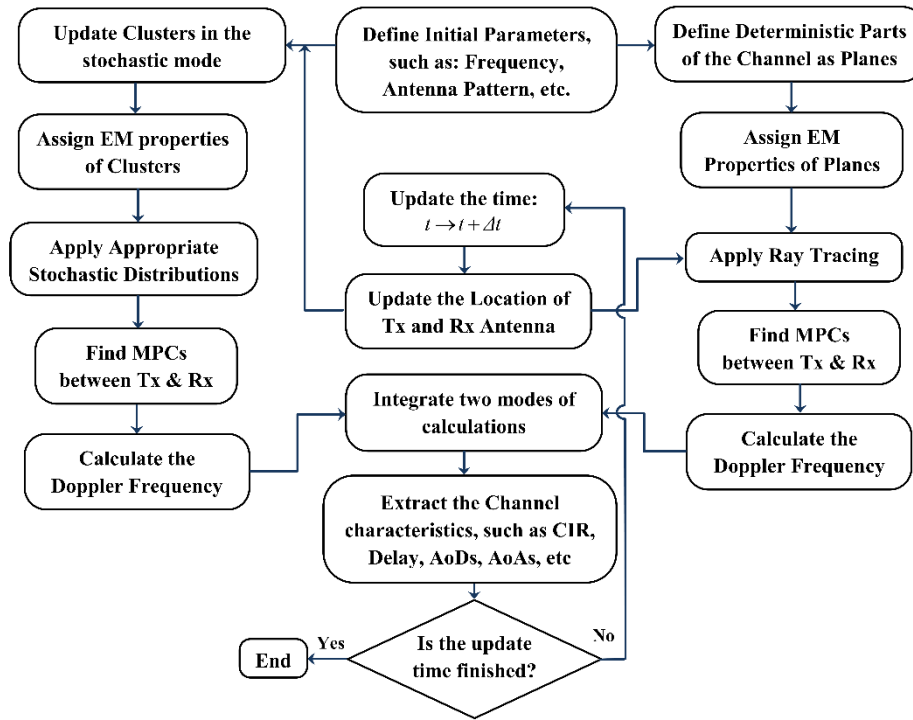 Update Clusters in the
stochastic mode
Define Initial Parameters,
such as: Frequency,
Antenna Pattern, etc.
Define Deterministic Parts
of the Channel as Planes
Assign EM properties
of Clusters
Assign EM
Properties of Planes
Update the time:
t → t + Δt
Apply Appropriate
Stochastic Distributions
Apply Ray Tracing
Update the Location of
Tx and Rx Antenna
Find MPCs
between Tx & Rx
Find MPCs
between Tx & Rx
Integrate two modes of
calculations
Calculate the
Doppler Frequency
Calculate the
Doppler Frequency
Extract the Channel
characteristics, such as CIR,
Delay, AoDs, AoAs, etc
Is the update
time finished?
Yes
No
End